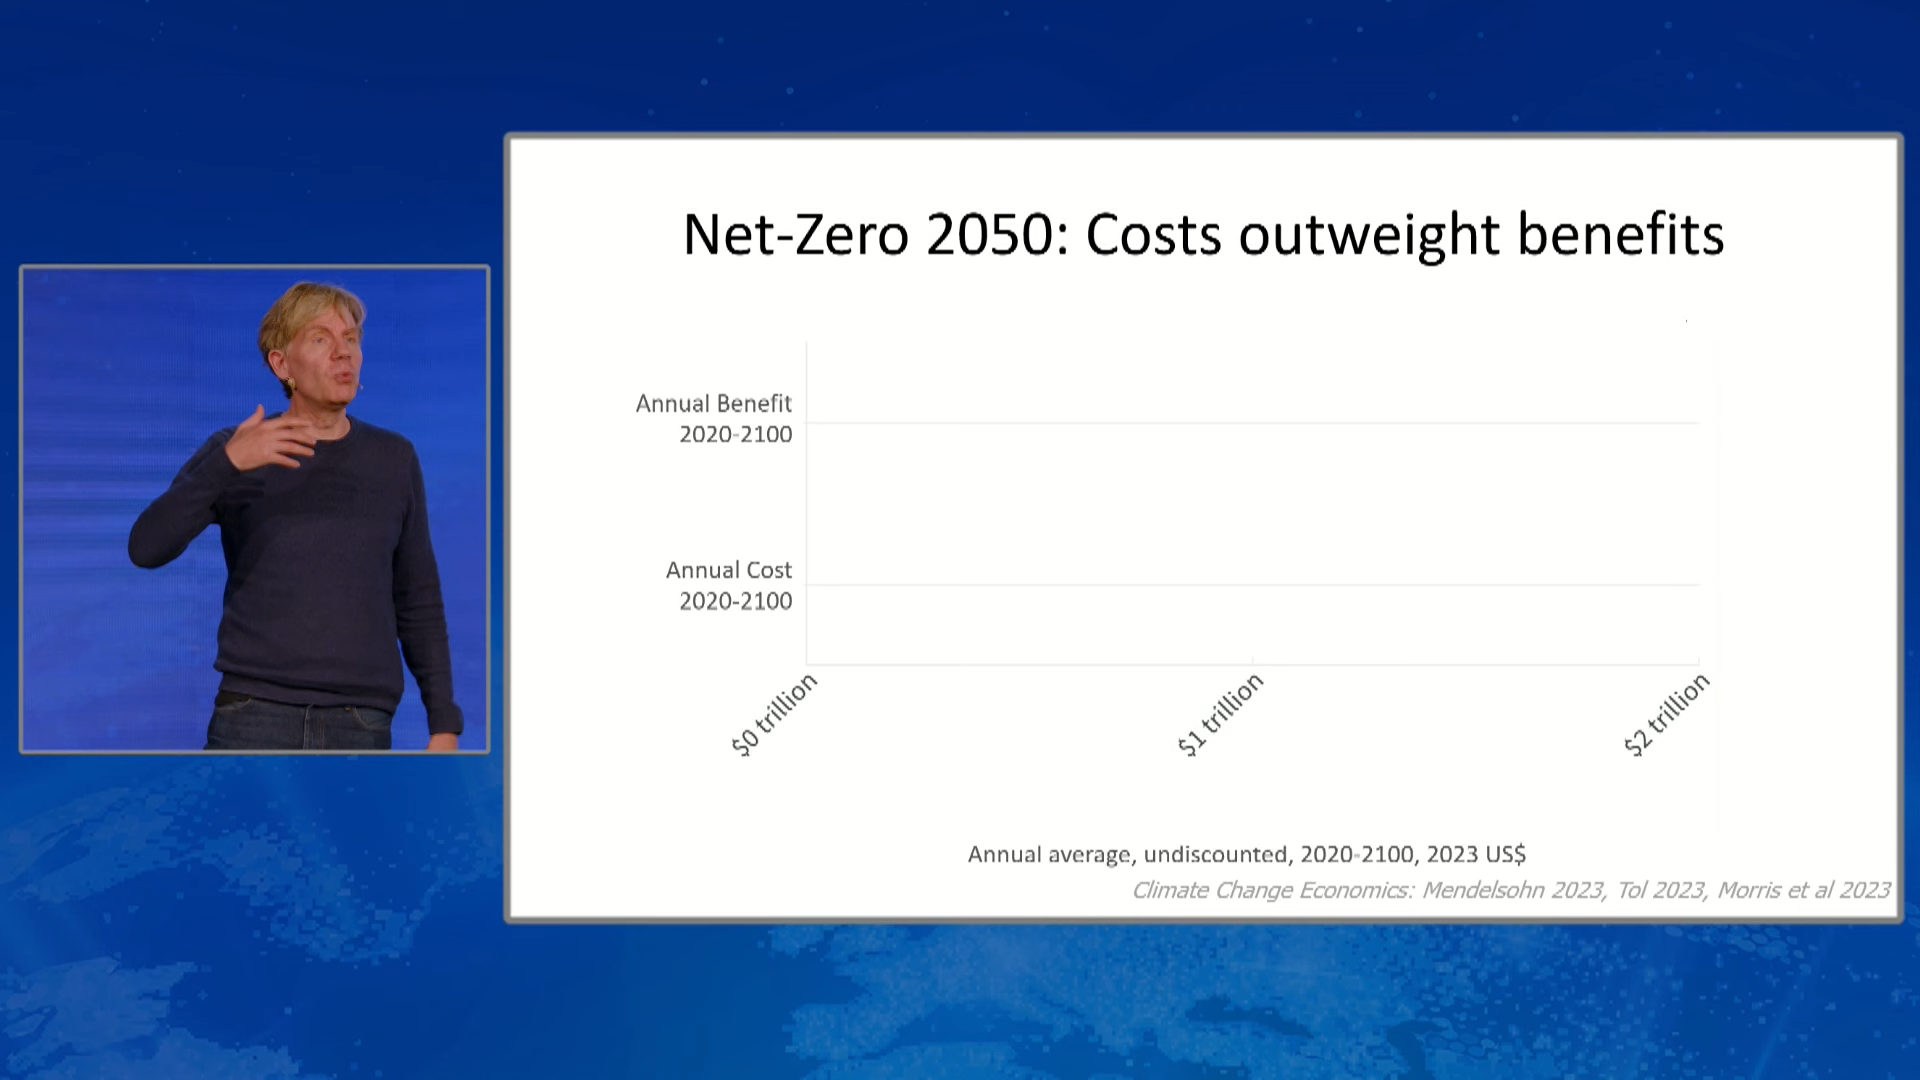 Net-Zero 2050: Costs outweight benefits
Annual Benefit
2020-2100
Annual Cost
2020-2100
$0 trillion
$1 trillion
$2 trillion
Annual average, undiscounted, 2020-2100, 2023 US$
Climate Change Economics: Mendelsohn 2023, Tol 2023, Morris et al 2023